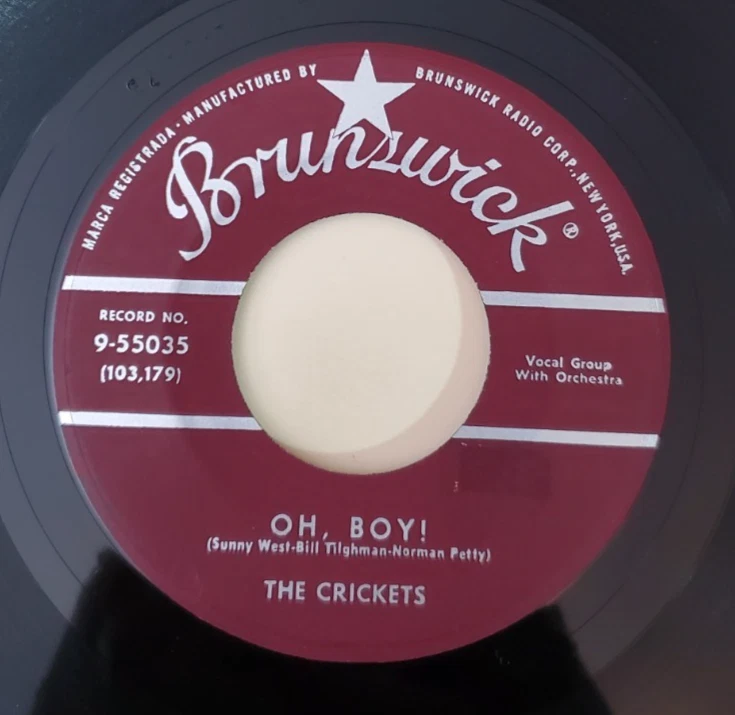 MARCA REGISTRADA · MANUFACTURED BY BRUNSWICK RADIO CORP., NEW YORK, U.S.A.
Brunswick ®
RECORD NO.
9-55035
(103,179)
Vocal Group
With Orchestra
OH, BOY!
(Sunny West-Bill Tilghman-Norman Petty)
THE CRICKETS